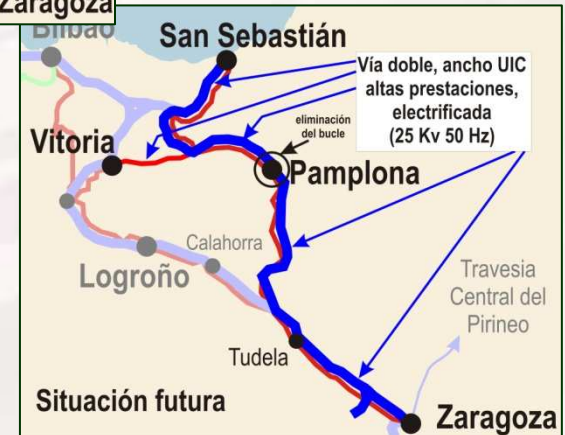 Zaragoza
Bilbao
San Sebastián
Vía doble, ancho UIC
altas prestaciones,
electrificada
(25 Kv 50 Hz)
eliminación
del bucle
Vitoria
Pamplona
Calahorra
Logroño
Travesia
Central del
Pirineo
Tudela
Situación futura
Zaragoza